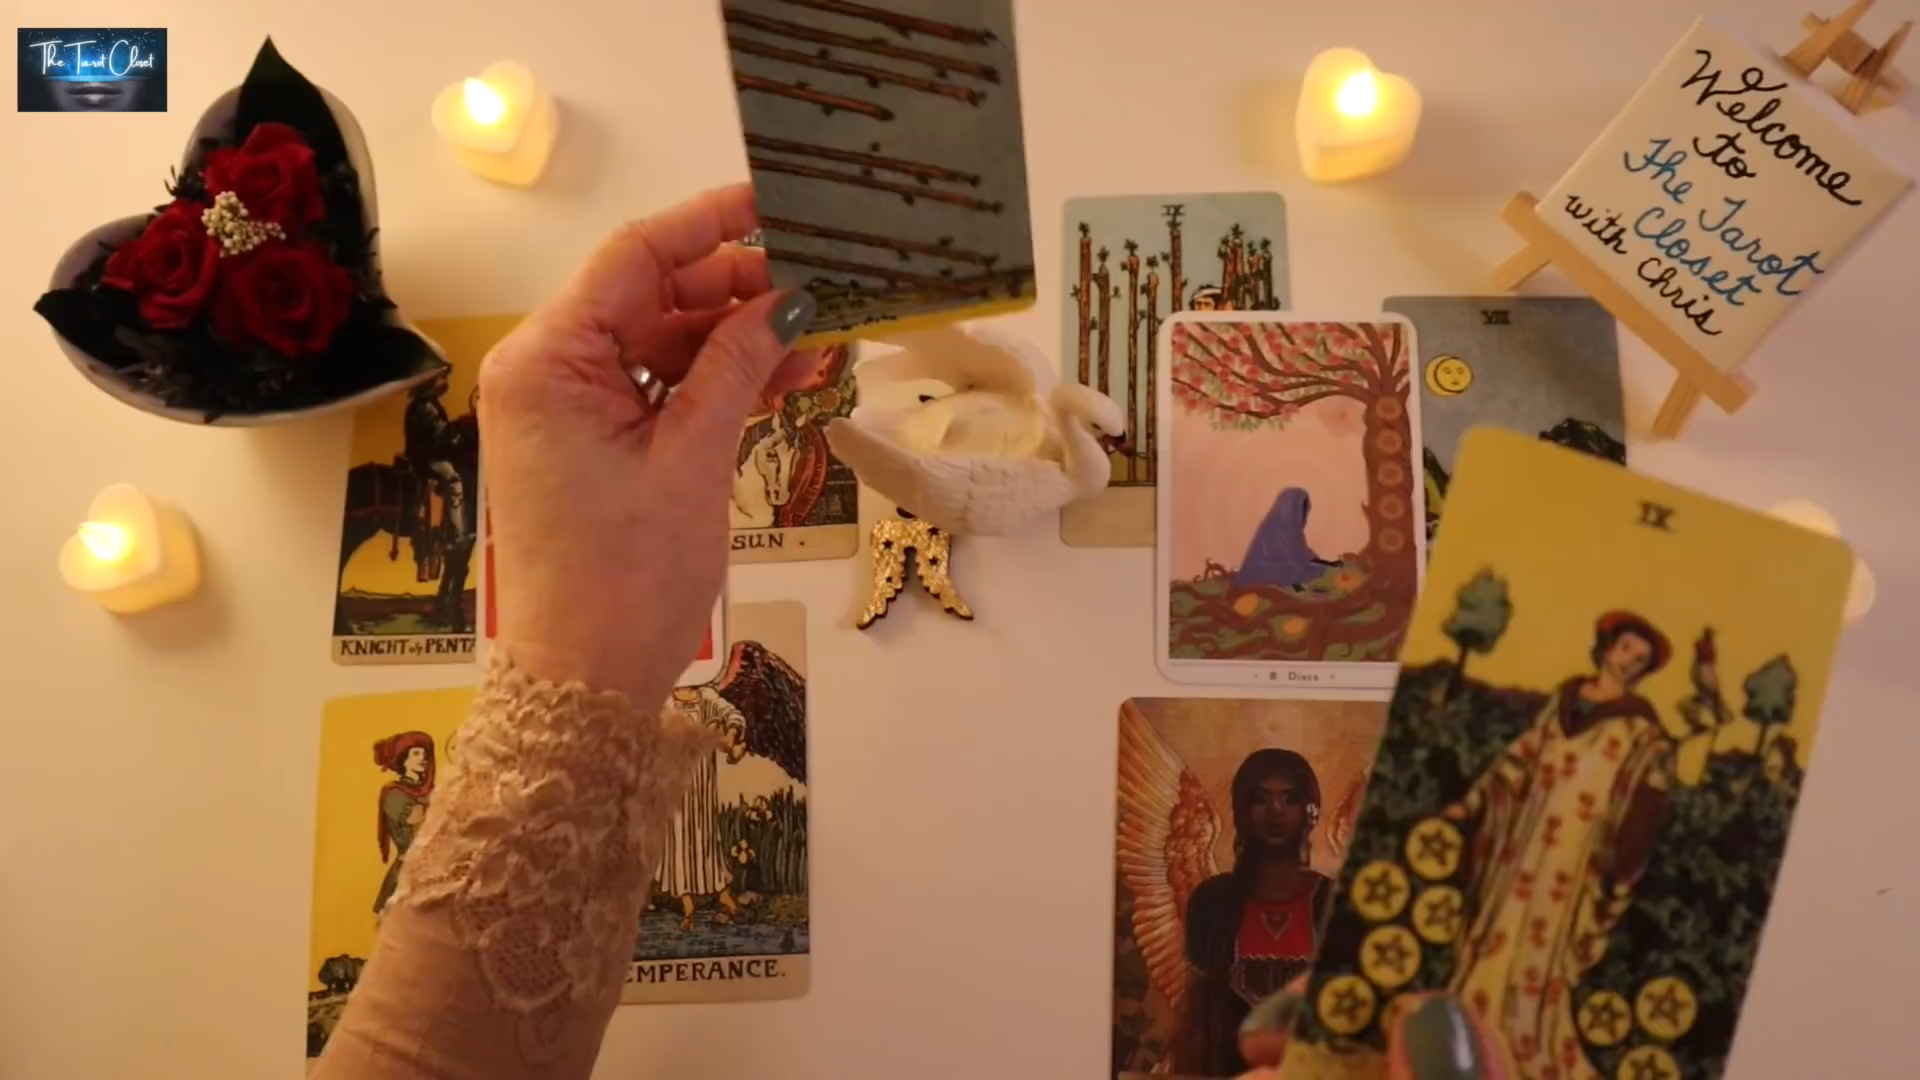 The Tarot Closet
Welcome
to
The Tarot
Closet
with Chris
IX
VIII
IX
SUN .
KNIGHT of PENTA
8 Discs
EMPERANCE.